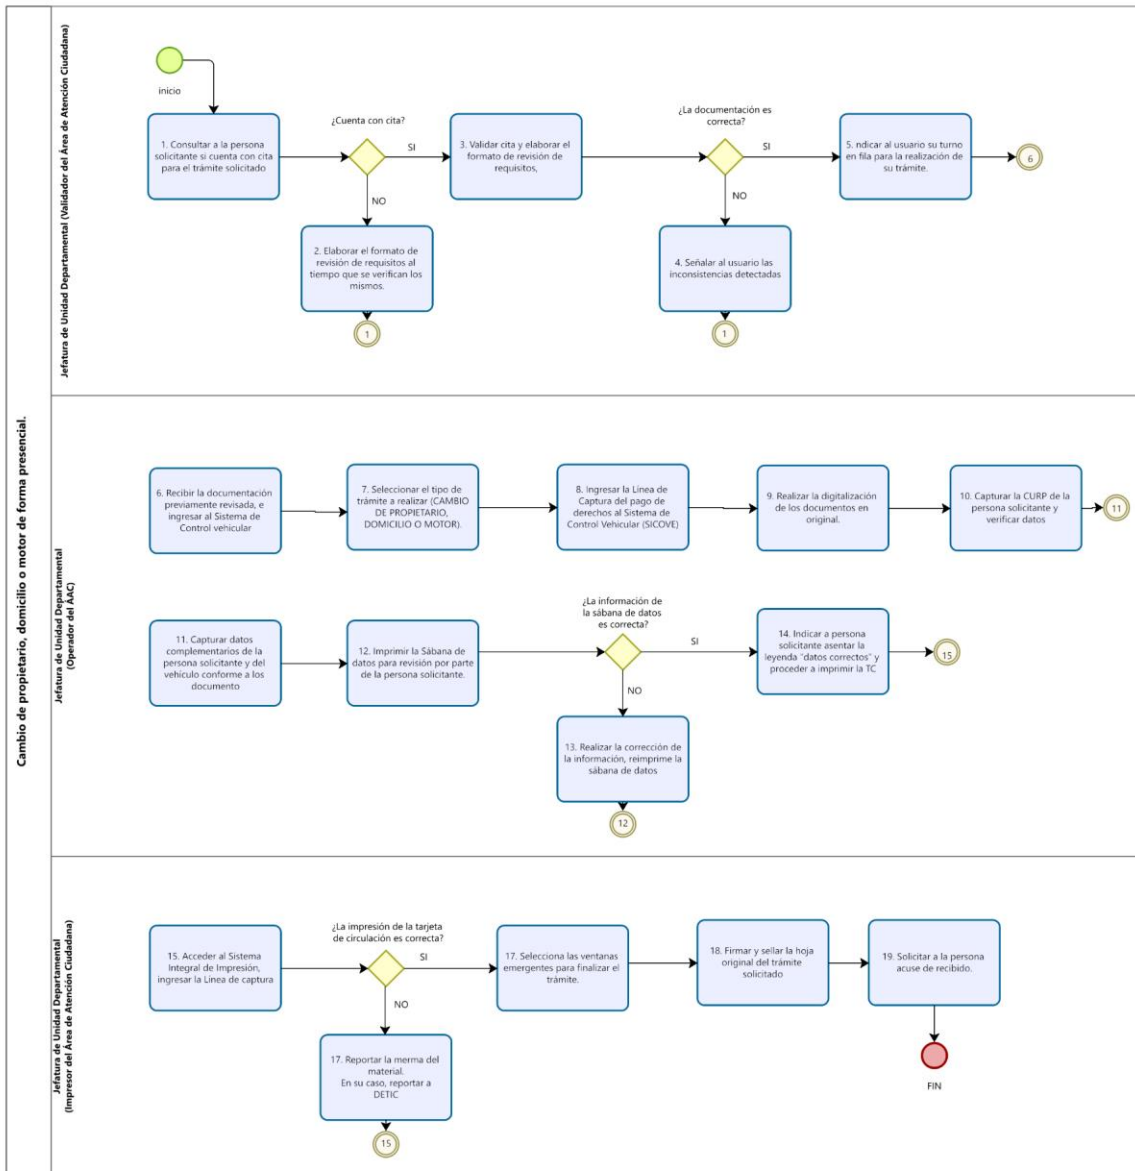 Cambio de propietario, domicilio o motor de forma presencial.
Jefatura de Unidad Departamental (Validador del Área de Atención Ciudadana)
inicio
1. Consultar a la persona
solicitante si cuenta con cita
para el trámite solicitado
¿Cuenta con cita?
SI
NO
2. Elaborar el formato de
revisión de requisitos al
tiempo que se verifican los
mismos.
1
3. Validar cita y elaborar el
formato de revisión de
requisitos,
¿La documentación es
correcta?
SI
NO
4. Señalar al usuario las
inconsistencias detectadas
1
5. ndicar al usuario su turno
en fila para la realización de
su trámite.
6
Jefatura de Unidad Departamental
(Operador del ÁAC)
6. Recibir la documentación
previamente revisada, e
ingresar al Sistema de
Control vehicular
7. Seleccionar el tipo de
trámite a realizar (CAMBIO
DE PROPIETARIO,
DOMICILIO O MOTOR).
8. Ingresar la Línea de
Captura del pago de
derechos al Sistema de
Control Vehicular (SICOVE)
9. Realizar la digitalización
de los documentos en
original.
10. Capturar la CURP de la
persona solicitante y
verificar datos
11
11. Capturar datos
complementarios de la
persona solicitante y del
vehículo conforme a los
documento
12. Imprimir la Sábana de
datos para revisión por parte
de la persona solicitante.
¿La información de
la sábana de datos
es correcta?
SI
NO
13. Realizar la corrección de
la información, reimprime la
sábana de datos
12
14. Indicar a persona
solicitante asentar la
leyenda "datos correctos" y
proceder a imprimir la TC
15
Jefatura de Unidad Departamental
(Impresor del Área de Atención Ciudadana)
15. Acceder al Sistema
Integral de Impresión,
ingresar la Línea de captura
¿La impresión de la tarjeta
de circulación es correcta?
SI
NO
17. Reportar la merma del
material.
En su caso, reportar a
DETIC
15
17. Selecciona las ventanas
emergentes para finalizar el
trámite.
18. Firmar y sellar la hoja
original del trámite
solicitado
19. Solicitar a la persona
acuse de recibido.
FIN